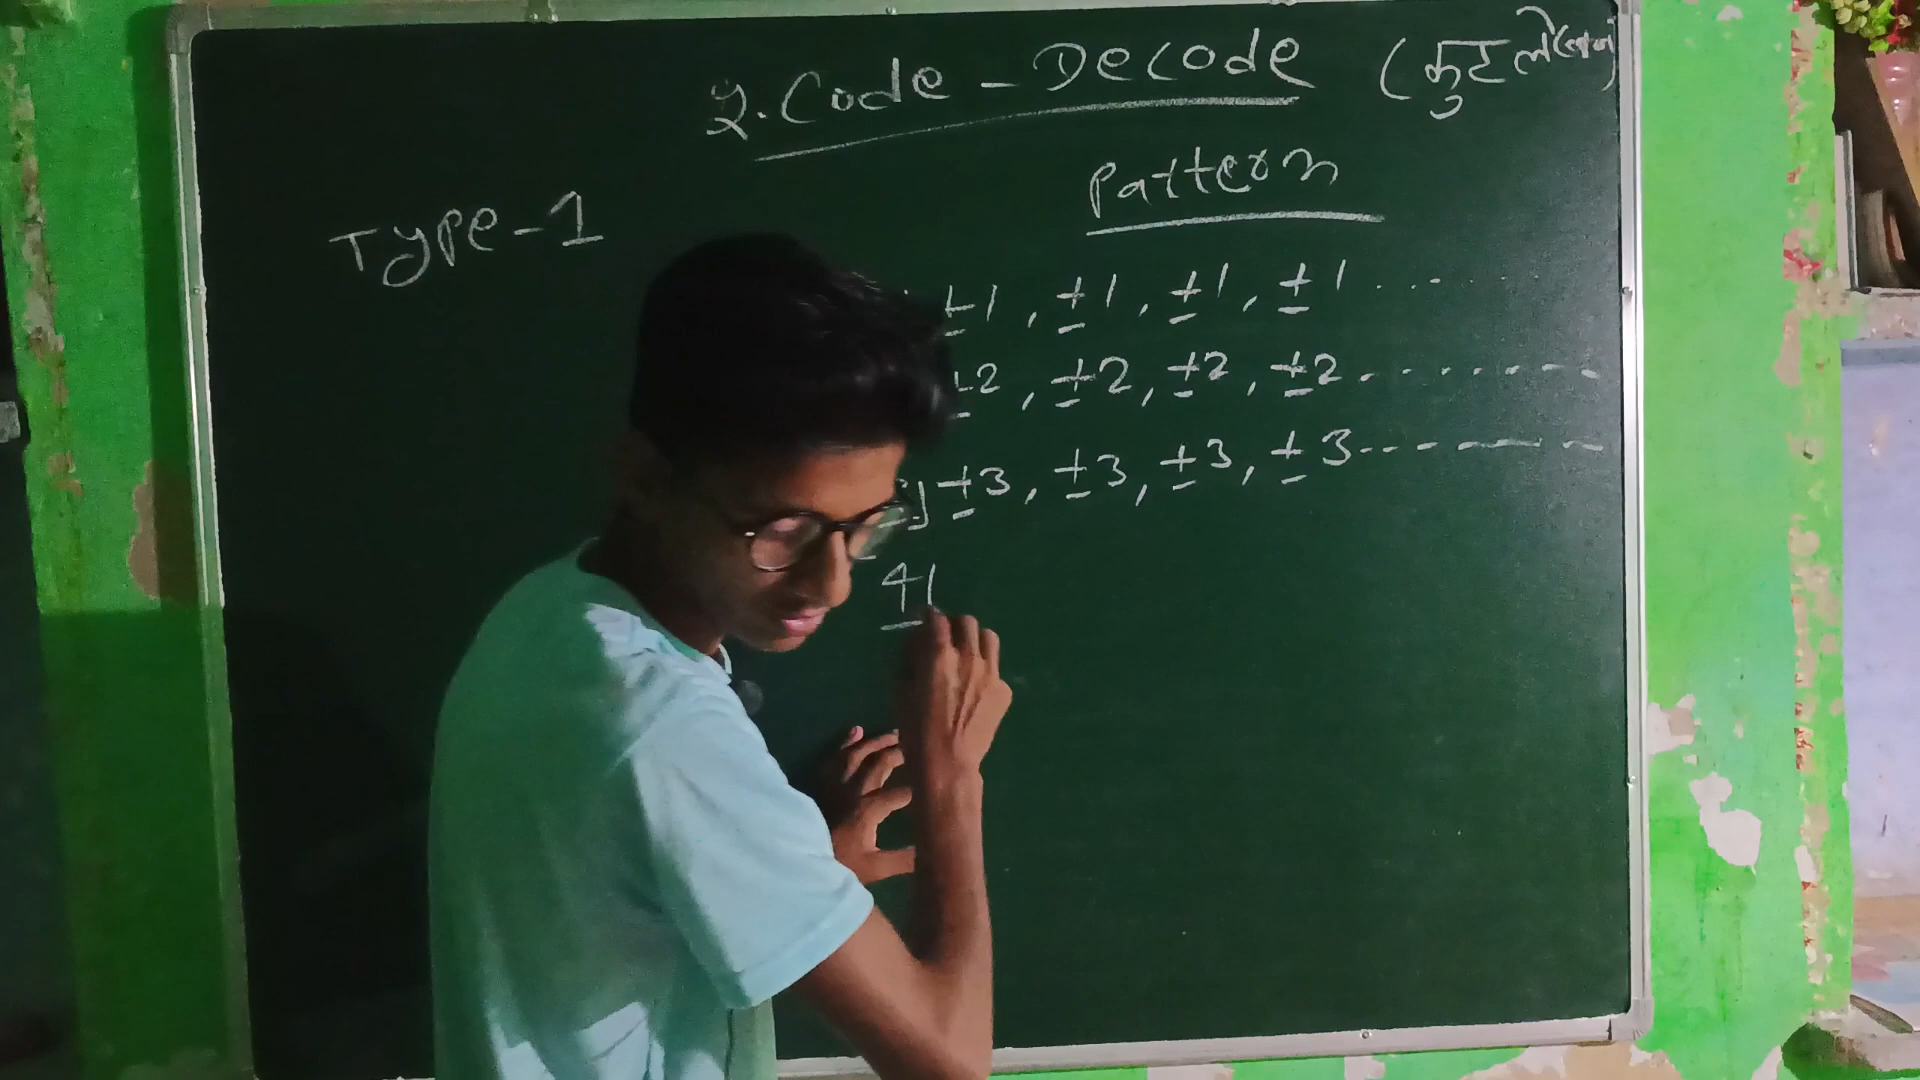 2. Code - Decode (कुटलेखन)
Pattern
Type-1
±1, ±1, ±1, ±1.....
±2, ±2, ±2, ±2........
±3, ±3, ±3, ±3-------